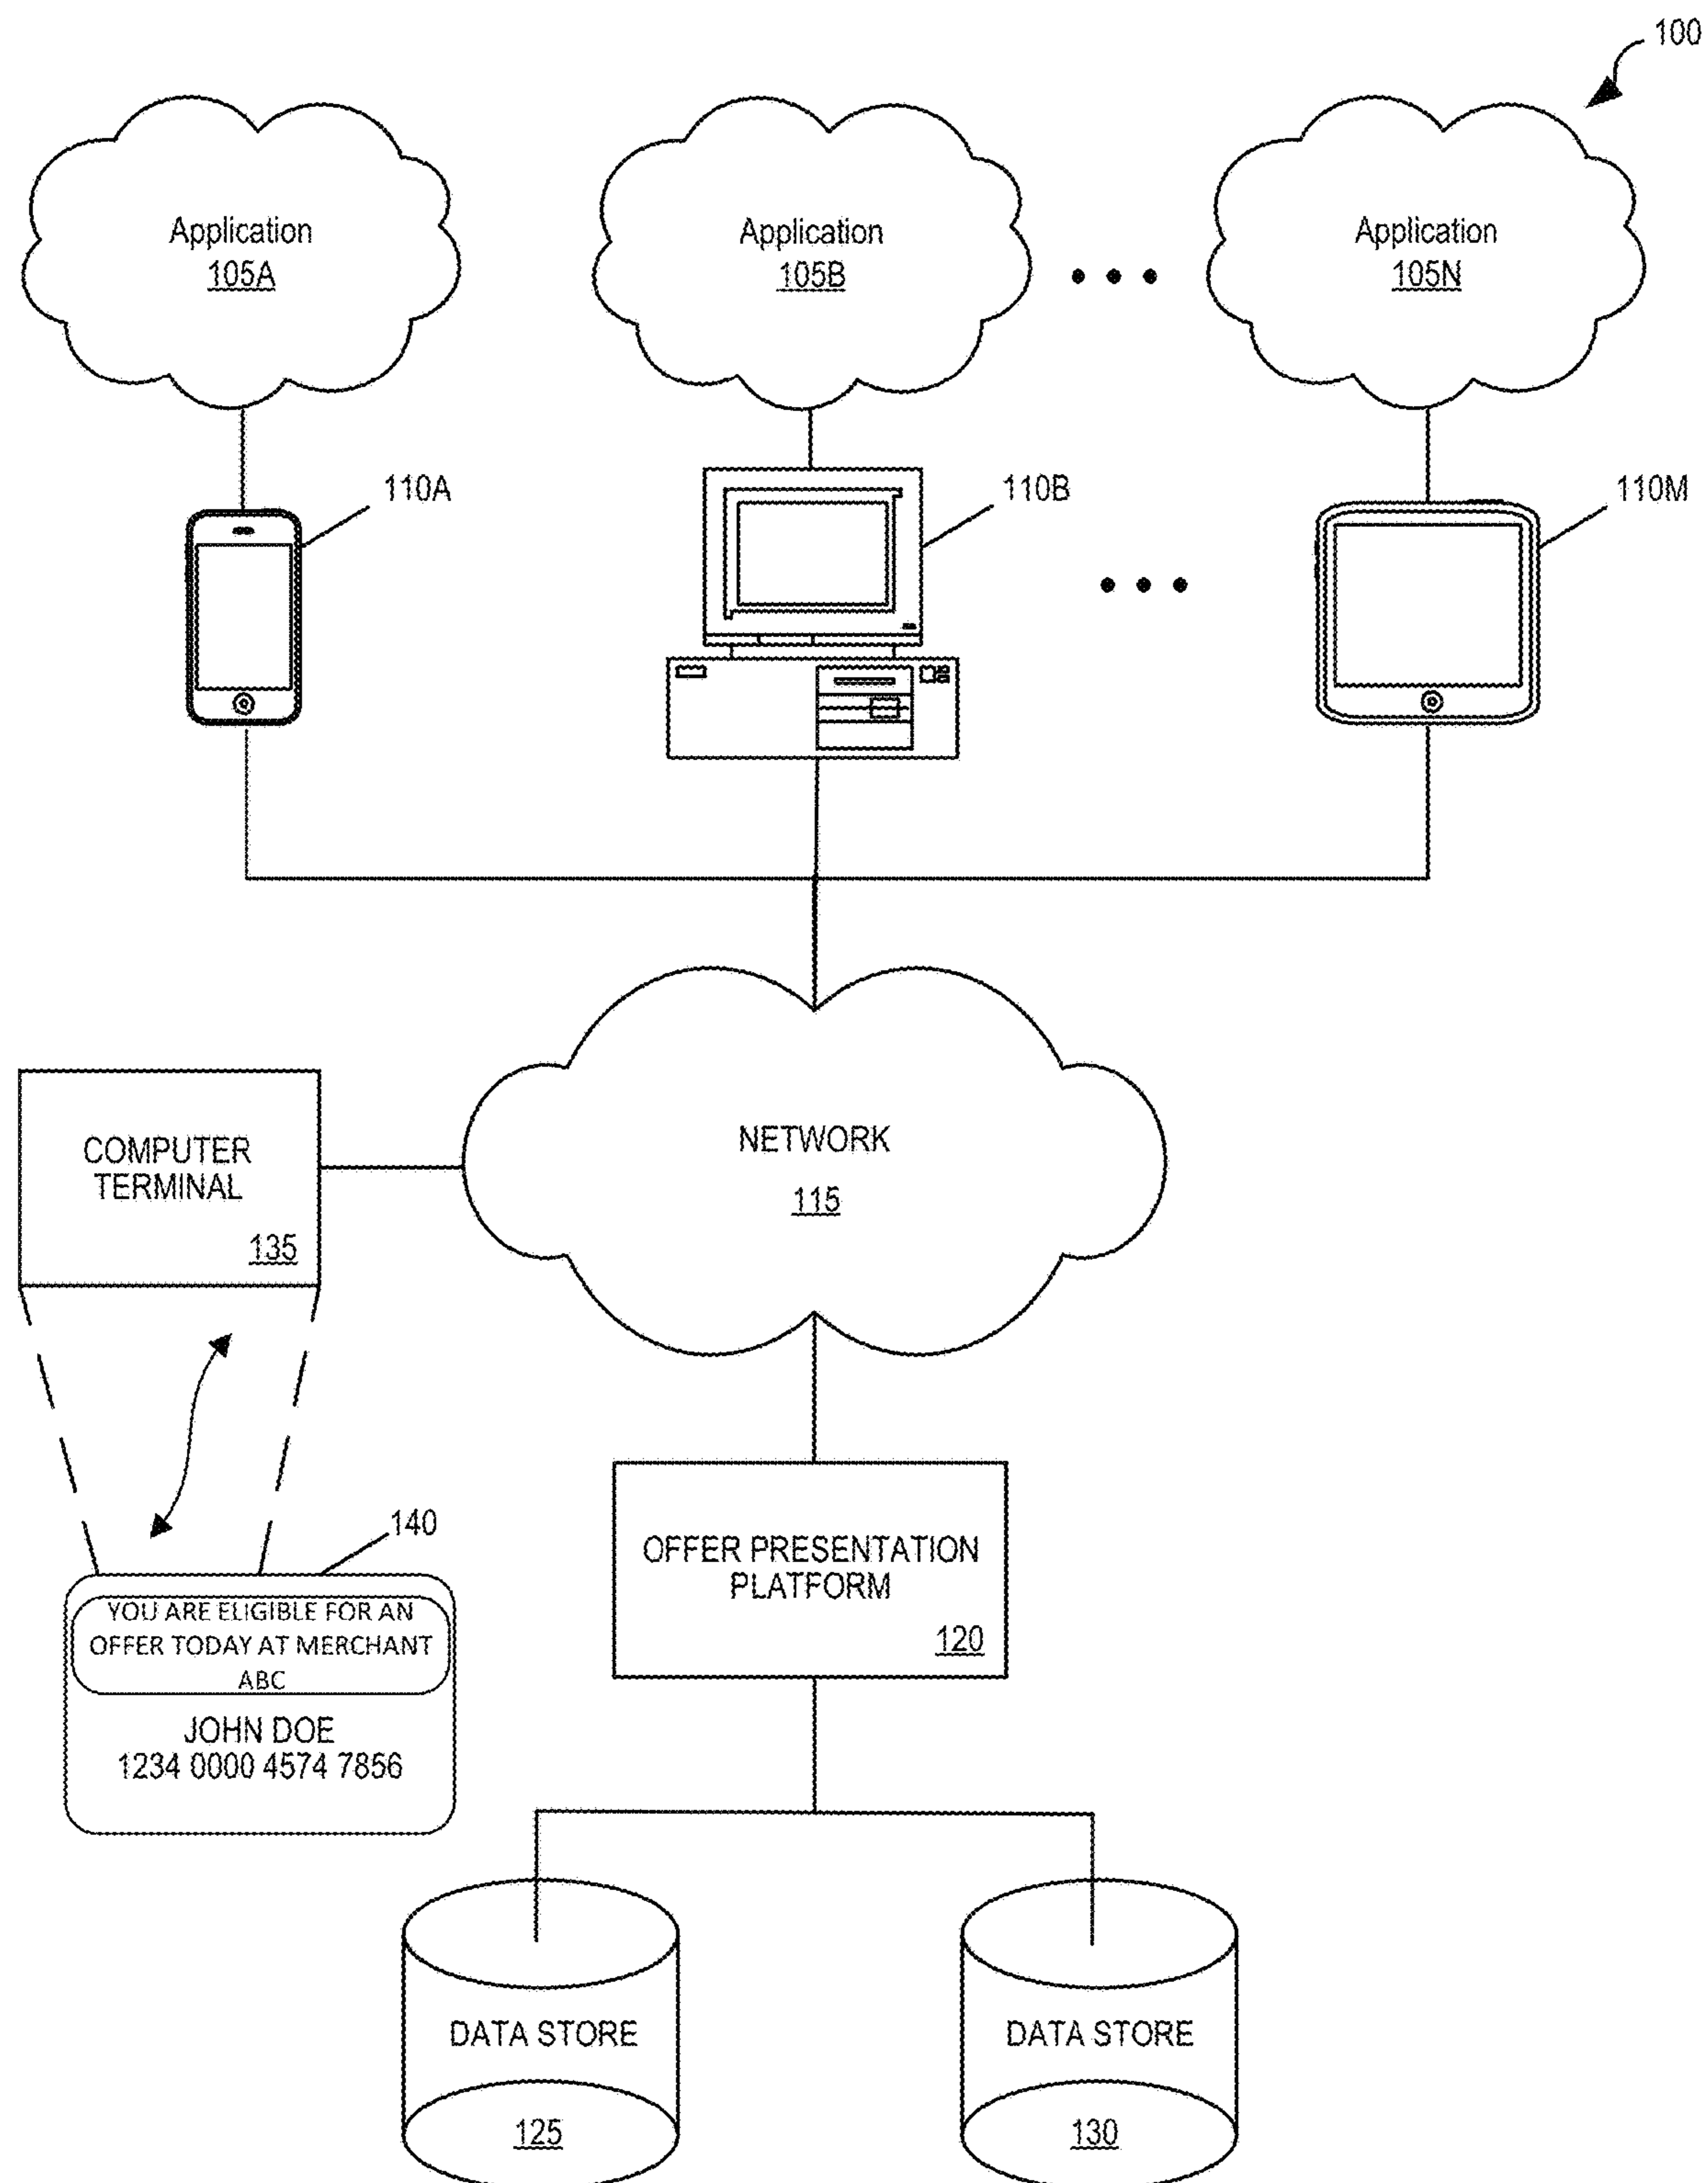 100
Application
105A
Application
105B
Application
105N
110A
110B
110M
NETWORK
115
COMPUTER
TERMINAL
135
140
YOU ARE ELIGIBLE FOR AN
OFFER TODAY AT MERCHANT
ABC
JOHN DOE
1234 0000 4574 7856
OFFER PRESENTATION
PLATFORM
120
DATA STORE
125
DATA STORE
130